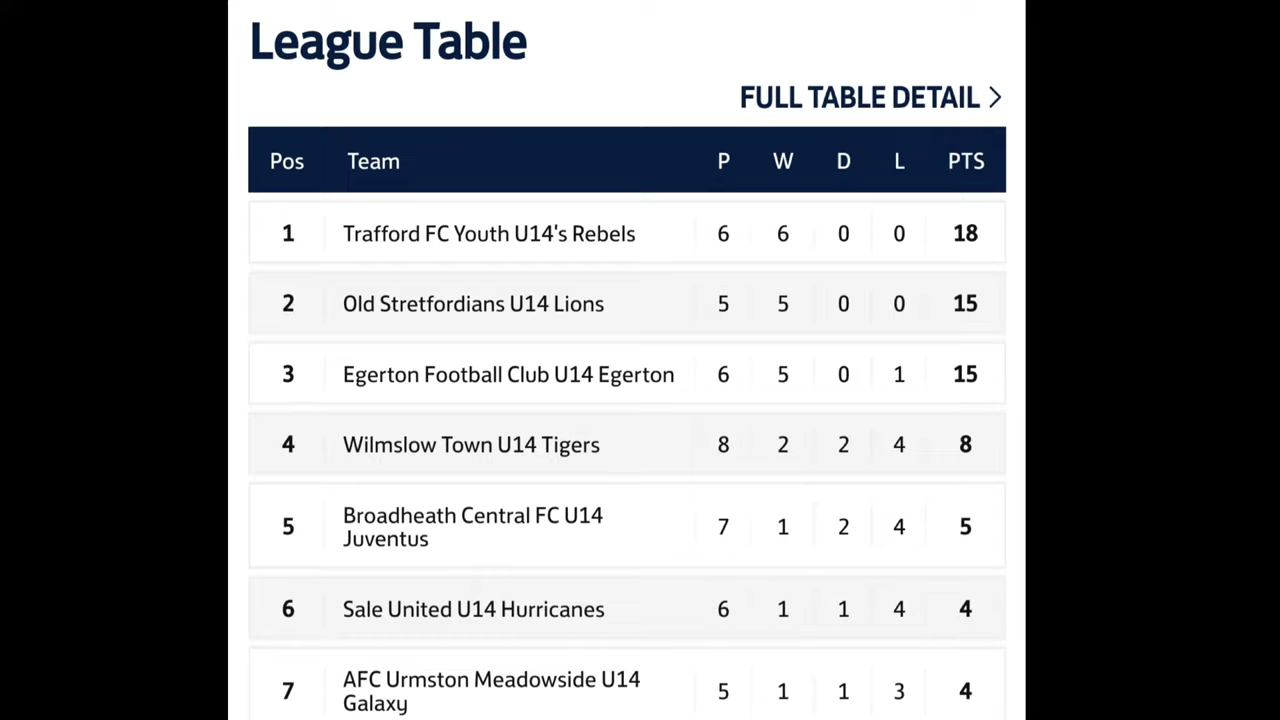 League Table
FULL TABLE DETAIL >
Pos Team P W D L PTS
1 Trafford FC Youth U14's Rebels 6 6 0 0 18
2 Old Stretfordians U14 Lions 5 5 0 0 15
3 Egerton Football Club U14 Egerton 6 5 0 1 15
4 Wilmslow Town U14 Tigers 8 2 2 4 8
5 Broadheath Central FC U14 Juventus 7 1 2 4 5
6 Sale United U14 Hurricanes 6 1 1 4 4
7 AFC Urmston Meadowside U14 Galaxy 5 1 1 3 4